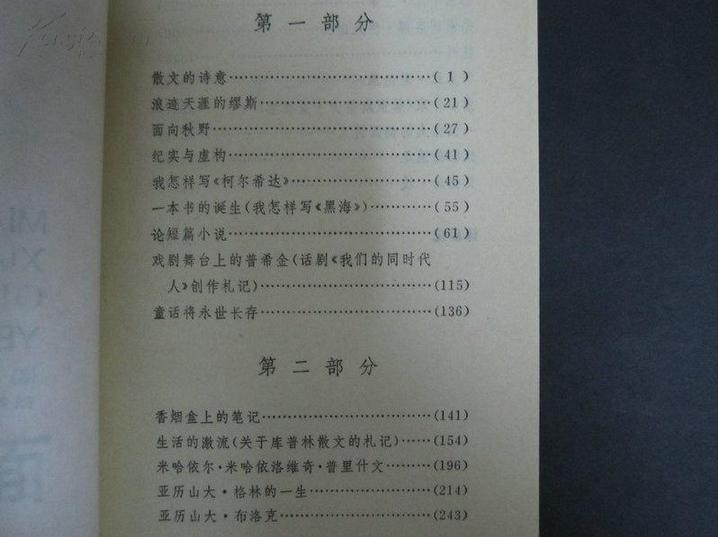 第一部分
散文的诗意……………………………(1)
浪迹天涯的缪斯………………………(21)
面向秋野………………………………(27)
纪实与虚构……………………………(41)
我怎样写《柯尔希达》…………………(45)
一本书的诞生(我怎样写《黑海》)………(55)
论短篇小说……………………………(61)
戏剧舞台上的普希金(话剧《我们的同时代
人》创作札记)…………………………(115)
童话将永世长存………………………(136)
第二部分
香烟盒上的笔记………………………(141)
生活的激流(关于库普林散文的札记)……(154)
米哈依尔·米哈依洛维奇·普里什文……(196)
亚历山大·格林的一生………………(214)
亚历山大·布洛克……………………(243)